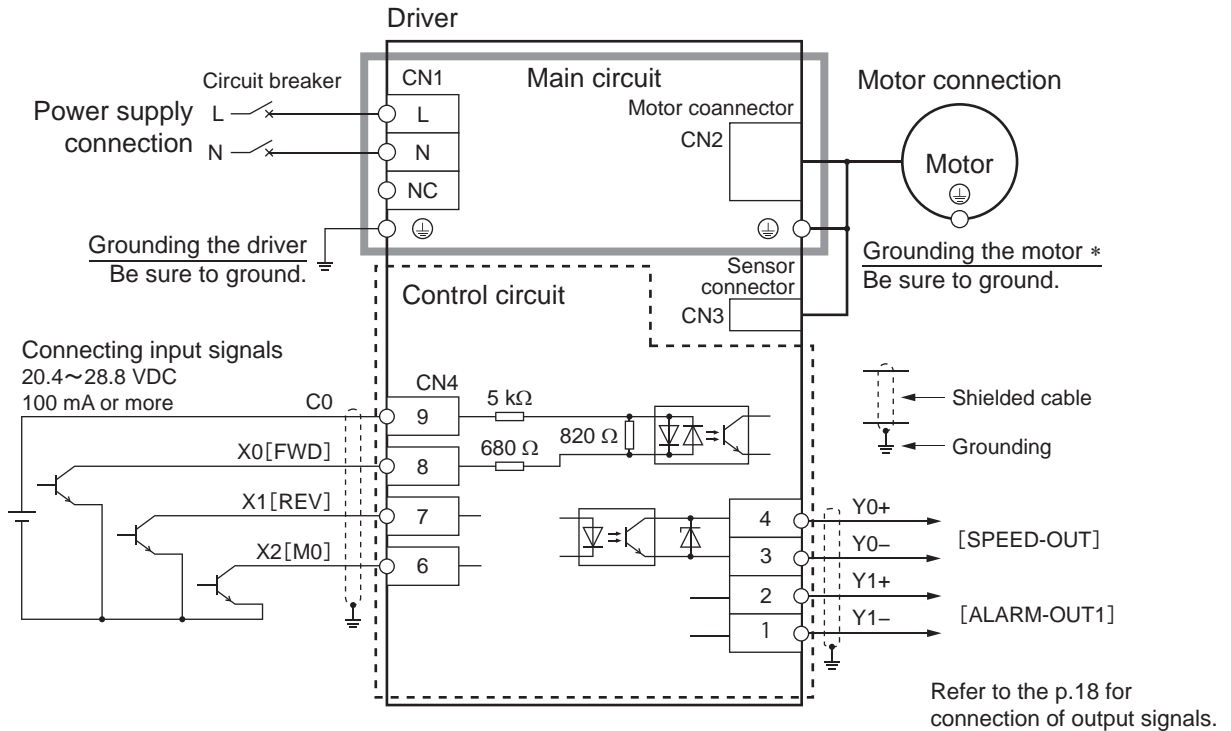 Driver
Circuit breaker
Power supply
connection
L
N
CN1
L
N
NC
Main circuit
Motor coannector
CN2
Motor connection
Motor
Grounding the driver
Be sure to ground.
Grounding the motor *
Be sure to ground.
Sensor
connector
CN3
Control circuit
Connecting input signals
20.4～28.8 VDC
100 mA or more
C0
X0[FWD]
X1[REV]
X2[M0]
CN4
9
8
7
6
5 kΩ
680 Ω
820 Ω
Shielded cable
Grounding
4
3
2
1
Y0+
Y0–
Y1+
Y1–
[SPEED-OUT]
[ALARM-OUT1]
Refer to the p.18 for
connection of output signals.